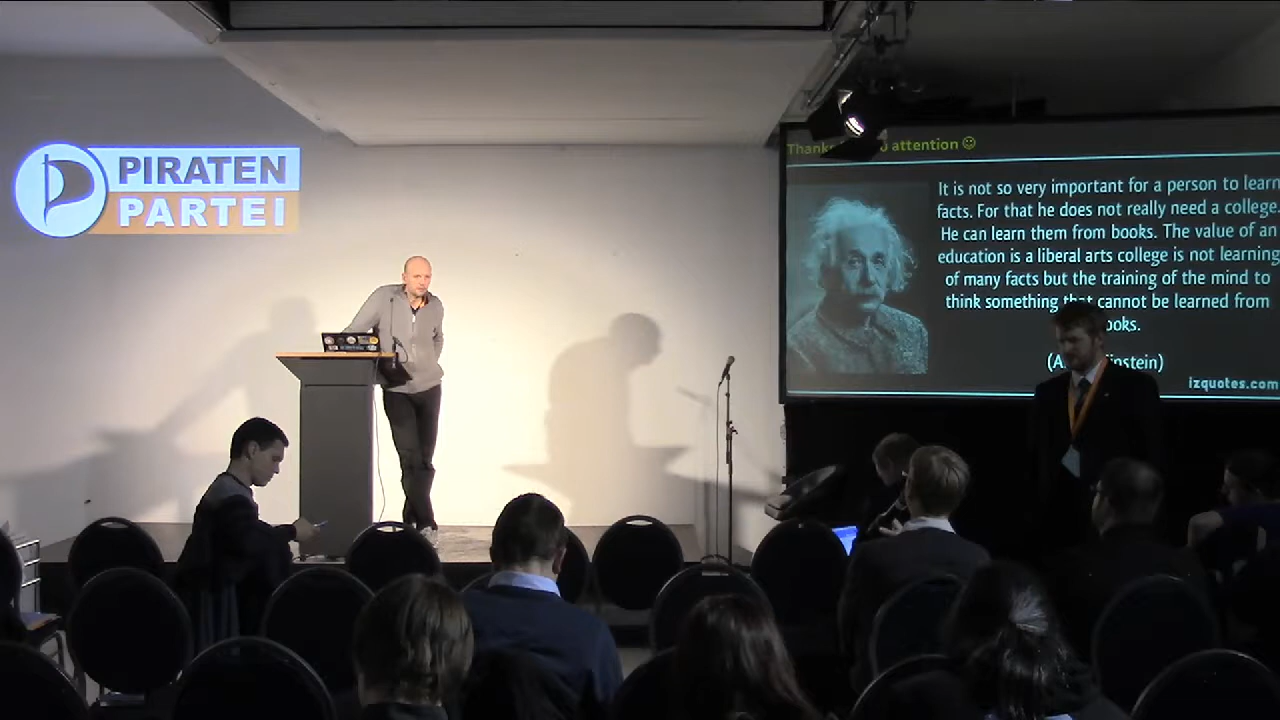 PIRATEN
PARTEI
attention ☺
It is not so very important for a person to learn
facts. For that he does not really need a college.
He can learn them from books. The value of an
education is a liberal arts college is not learning
of many facts but the training of the mind to
think something that cannot be learned from
izquotes.com